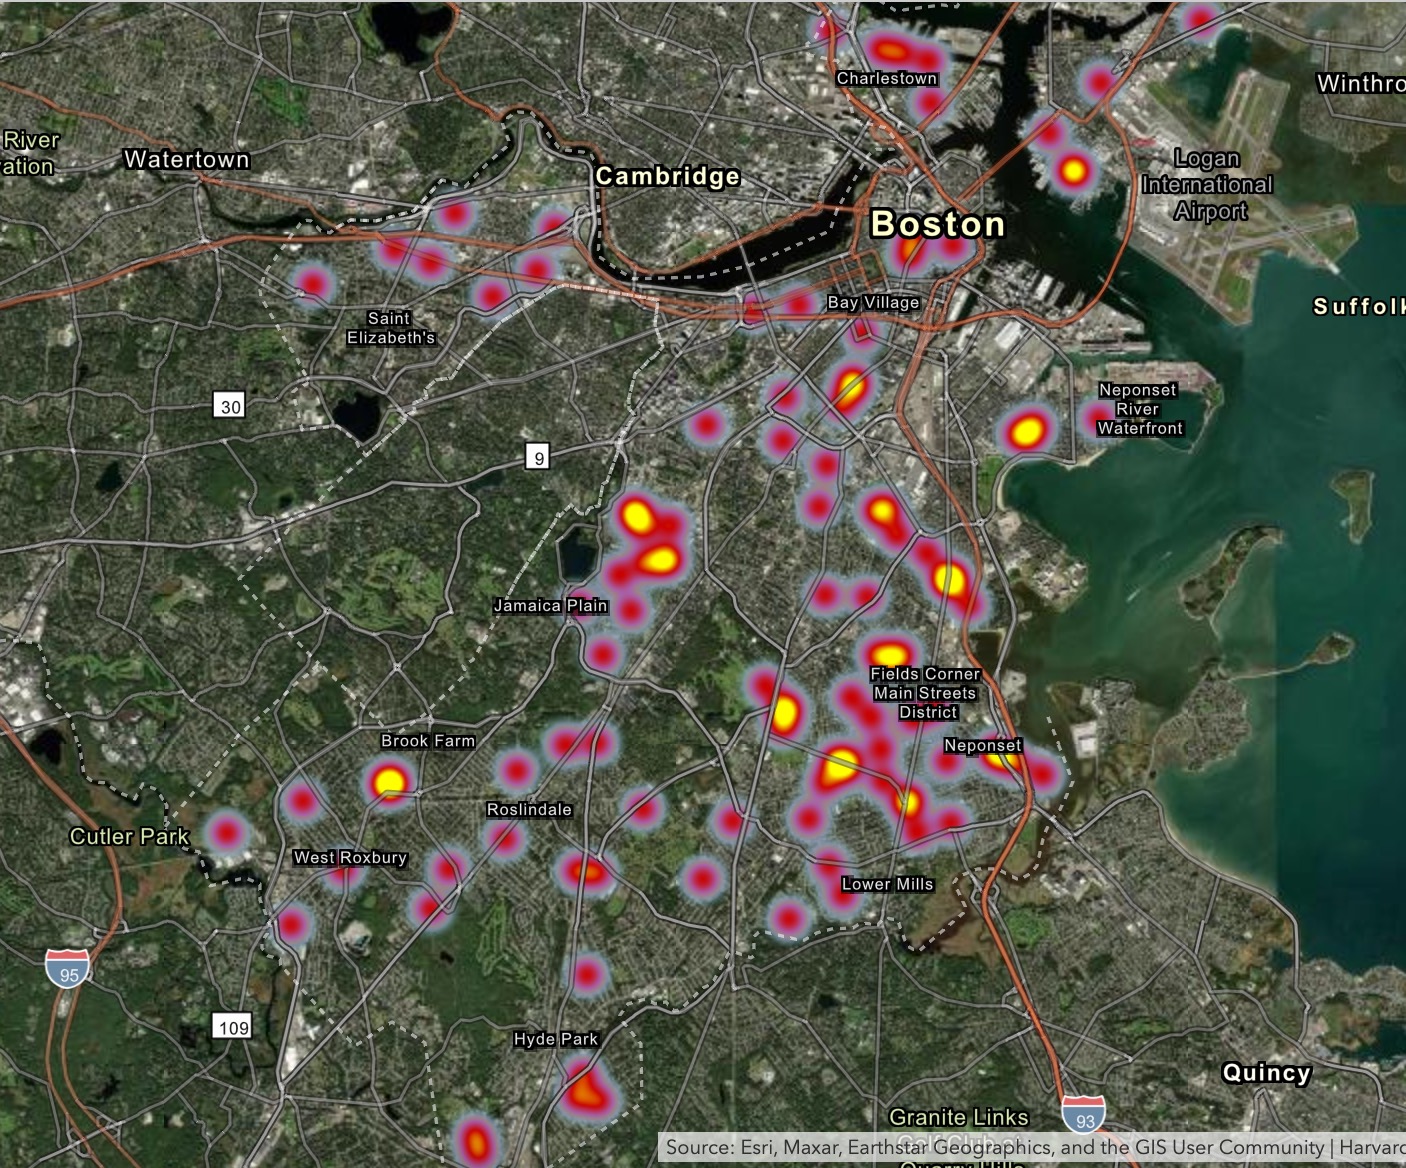 Charlestown
Winthro
River
ation
Watertown
Cambridge
Logan
International
Airport
Boston
Bay Village
Suffolk
Saint
Elizabeth's
30
Neponset
River
Waterfront
9
Jamaica Plain
Fields Corner
Main Streets
District
Brook Farm
Neponset
Roslindale
Cutler Park
West Roxbury
Lower Mills
95
109
Hyde Park
Quincy
Granite Links
93
Source: Esri, Maxar, Earthstar Geographics, and the GIS User Community | Harvard
Quarry Hills